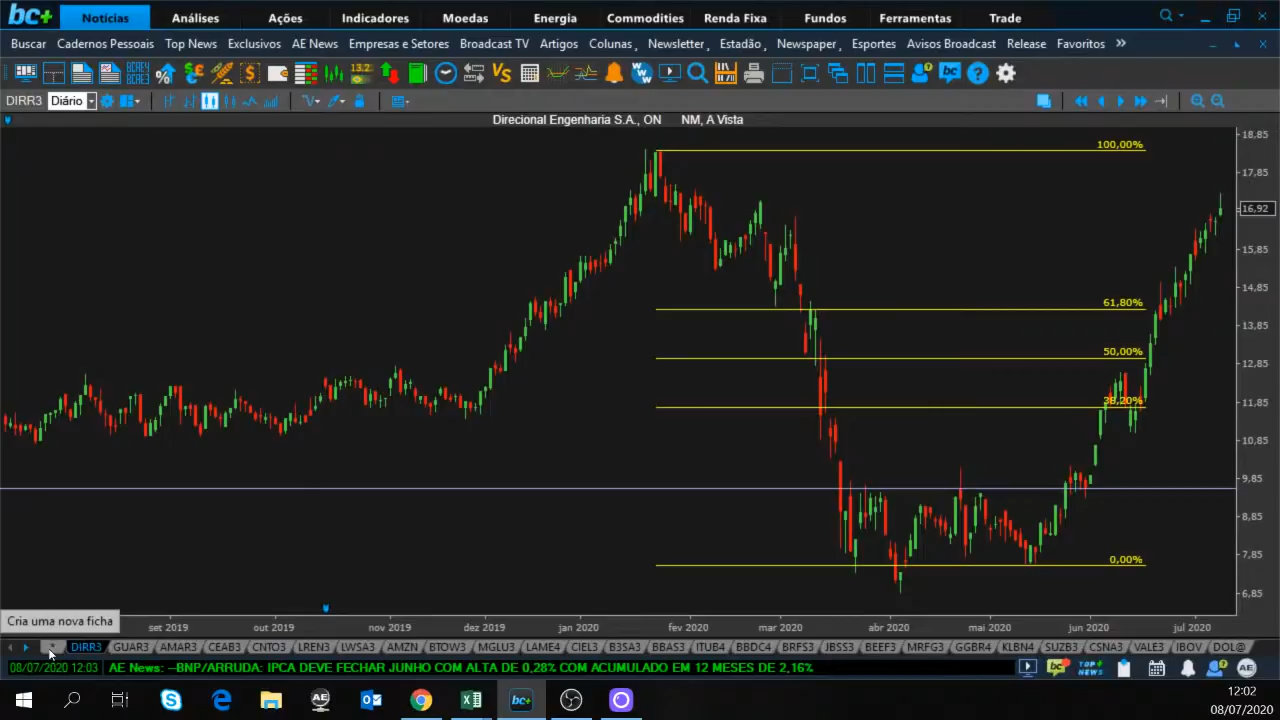 bc+ Notícias Análises Ações Indicadores Moedas Energia Commodities Renda Fixa Fundos Ferramentas Trade
Buscar Cadernos Pessoais Top News Exclusivos AE News Empresas e Setores Broadcast TV Artigos Colunas Newsletter Estadão Newspaper Esportes Avisos Broadcast Release Favoritos »
DIRR3 Diário
Direcional Engenharia S.A., ON NM, A Vista
18,85
100,00%
17,85
16,92
15,85
14,85
61,80%
13,85
50,00%
12,85
38,20%
11,85
10,85
9,85
8,85
7,85
0,00%
6,85
Cria uma nova ficha
set 2019 out 2019 nov 2019 dez 2019 jan 2020 fev 2020 mar 2020 abr 2020 mai 2020 jun 2020 jul 2020
DIRR3 GUAR3 AMAR3 CEAB3 CNTO3 LREN3 LWSA3 AMZN BTOW3 MGLU3 LAME4 CIEL3 B3SA3 ITUB4 BBAS3 BBDC4 BRFS3 JBSS3 BEEF3 MRFG3 GGBR4 KLBN4 SUZB3 CSNA3 VALE3 IBOV DOL@
08/07/2020 12:03 AE News: --BNP/ARRUDA: IPCA DEVE FECHAR JUNHO COM ALTA DE 0,28% COM ACUMULADO EM 12 MESES DE 2,16%
bc+ TOP+ NEWS AE
AE bc+
12:02
08/07/2020